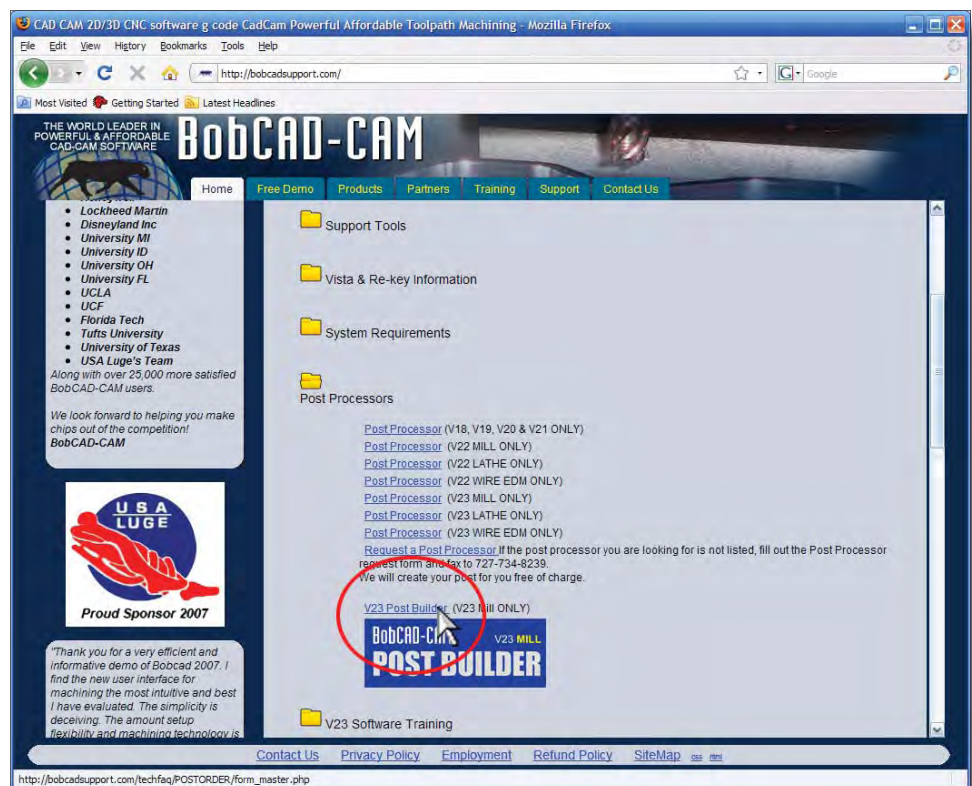 CAD CAM 2D/3D CNC software g code CadCam Powerful Affordable Toolpath Machining - Mozilla Firefox
File Edit View History Bookmarks Tools Help
http://bobcadsupport.com/
Google
Most Visited Getting Started Latest Headlines
THE WORLD LEADER IN
POWERFUL & AFFORDABLE
CAD-CAM SOFTWARE
BobCAD-CAM
Home Free Demo Products Partners Training Support Contact Us
Lockheed Martin
Disneyland Inc
University MI
University ID
University OH
University FL
UCLA
UCF
Florida Tech
Tufts University
University of Texas
USA Luge's Team
Along with over 25,000 more satisfied
BobCAD-CAM users.
We look forward to helping you make
chips out of the competition!
BobCAD-CAM
USA
LUGE
Proud Sponsor 2007
"Thank you for a very efficient and
informative demo of Bobcad 2007. I
find the new user interface for
machining the most intuitive and best
I have evaluated. The simplicity is
deceiving. The amount setup
flexibility and machining technology is
Support Tools
Vista & Re-key Information
System Requirements
Post Processors
Post Processor (V18, V19, V20 & V21 ONLY)
Post Processor (V22 MILL ONLY)
Post Processor (V22 LATHE ONLY)
Post Processor (V22 WIRE EDM ONLY)
Post Processor (V23 MILL ONLY)
Post Processor (V23 LATHE ONLY)
Post Processor (V23 WIRE EDM ONLY)
Request a Post Processor If the post processor you are looking for is not listed, fill out the Post Processor
request form and fax to 727-734-8239.
We will create your post for you free of charge.
V23 Post Builder (V23 Mill ONLY)
BobCAD-CAM V23 MILL
POST BUILDER
V23 Software Training
Contact Us Privacy Policy Employment Refund Policy SiteMap css html
http://bobcadsupport.com/techfaq/POSTORDER/form_master.php